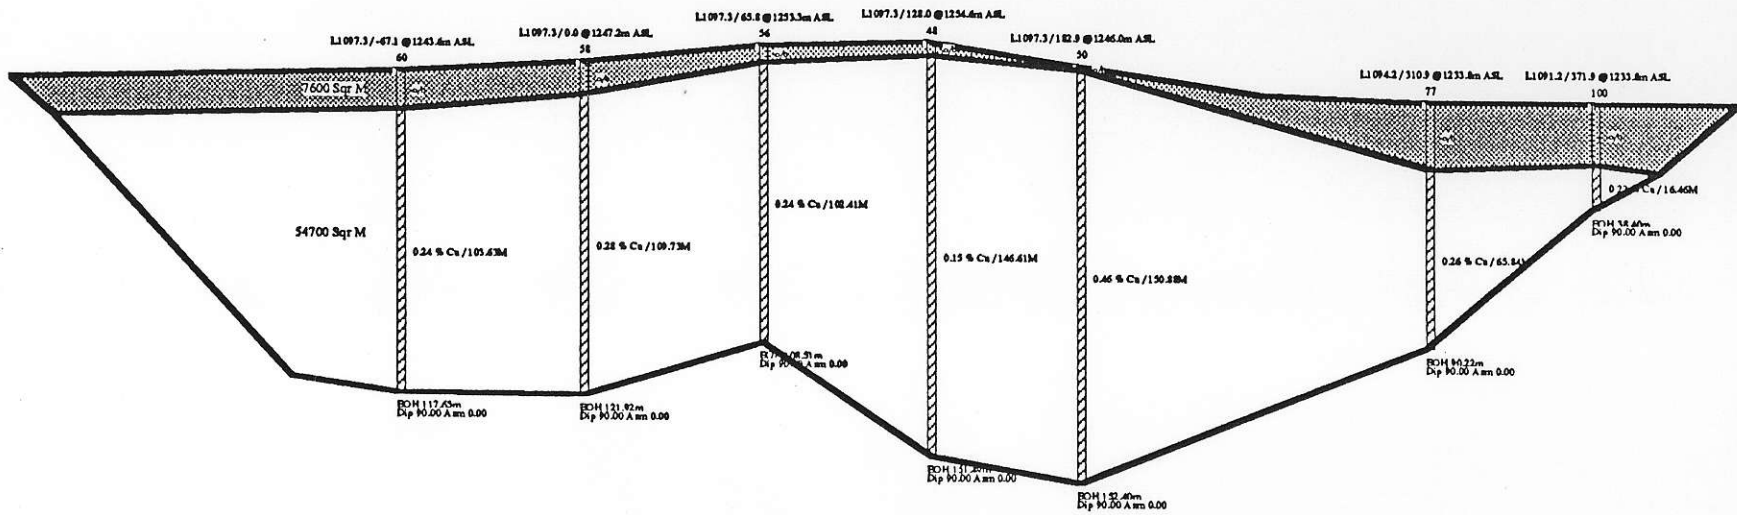 L1097.3/-67.1 @1243.6m ASL
60
L1097.3/0.0 @1247.2m ASL
58
L1097.3/65.8 @1253.3m ASL
56
L1097.3/128.0 @1254.6m ASL
48
L1097.3/182.9 @1246.0m ASL
50
L1094.2/310.9 @1233.8m ASL
77
L1091.2/371.9 @1233.8m ASL
100
7600 Sqr M
54700 Sqr M
0.24 % Cu/103.63M
0.28 % Cu/109.73M
0.24 % Cu/102.41M
0.15 % Cu/146.61M
0.46 % Cu/150.88M
0.26 % Cu/65.84M
% Cu/16.46M
EOH 117.65m
Dip 90.00 Azm 0.00
EOH 121.92m
Dip 90.00 Azm 0.00
Dip 90.00 Azm 0.00
EOH
Dip 90.00 Azm 0.00
EOH 152.40m
Dip 90.00 Azm 0.00
EOH 90.22m
Dip 90.00 Azm 0.00
EOH 38.40m
Dip 90.00 Azm 0.00